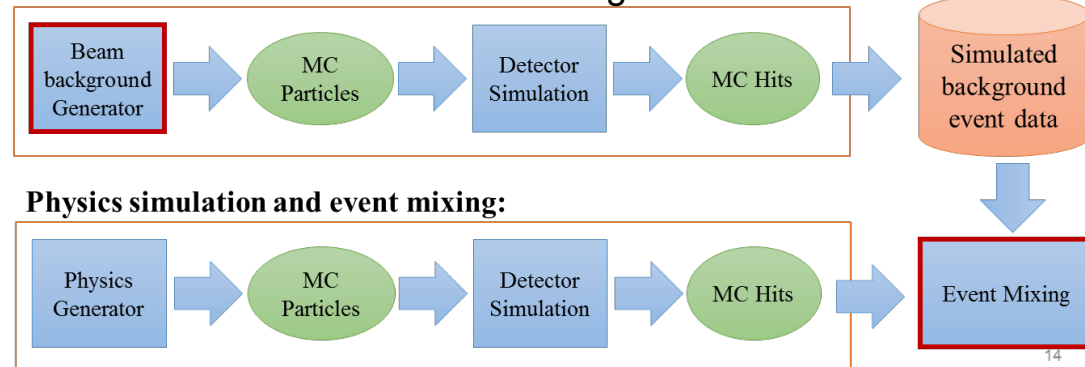 Beam
background
Generator
MC
Particles
Detector
Simulation
MC Hits
Simulated
background
event data
Physics simulation and event mixing:
Physics
Generator
MC
Particles
Detector
Simulation
MC Hits
Event Mixing
14